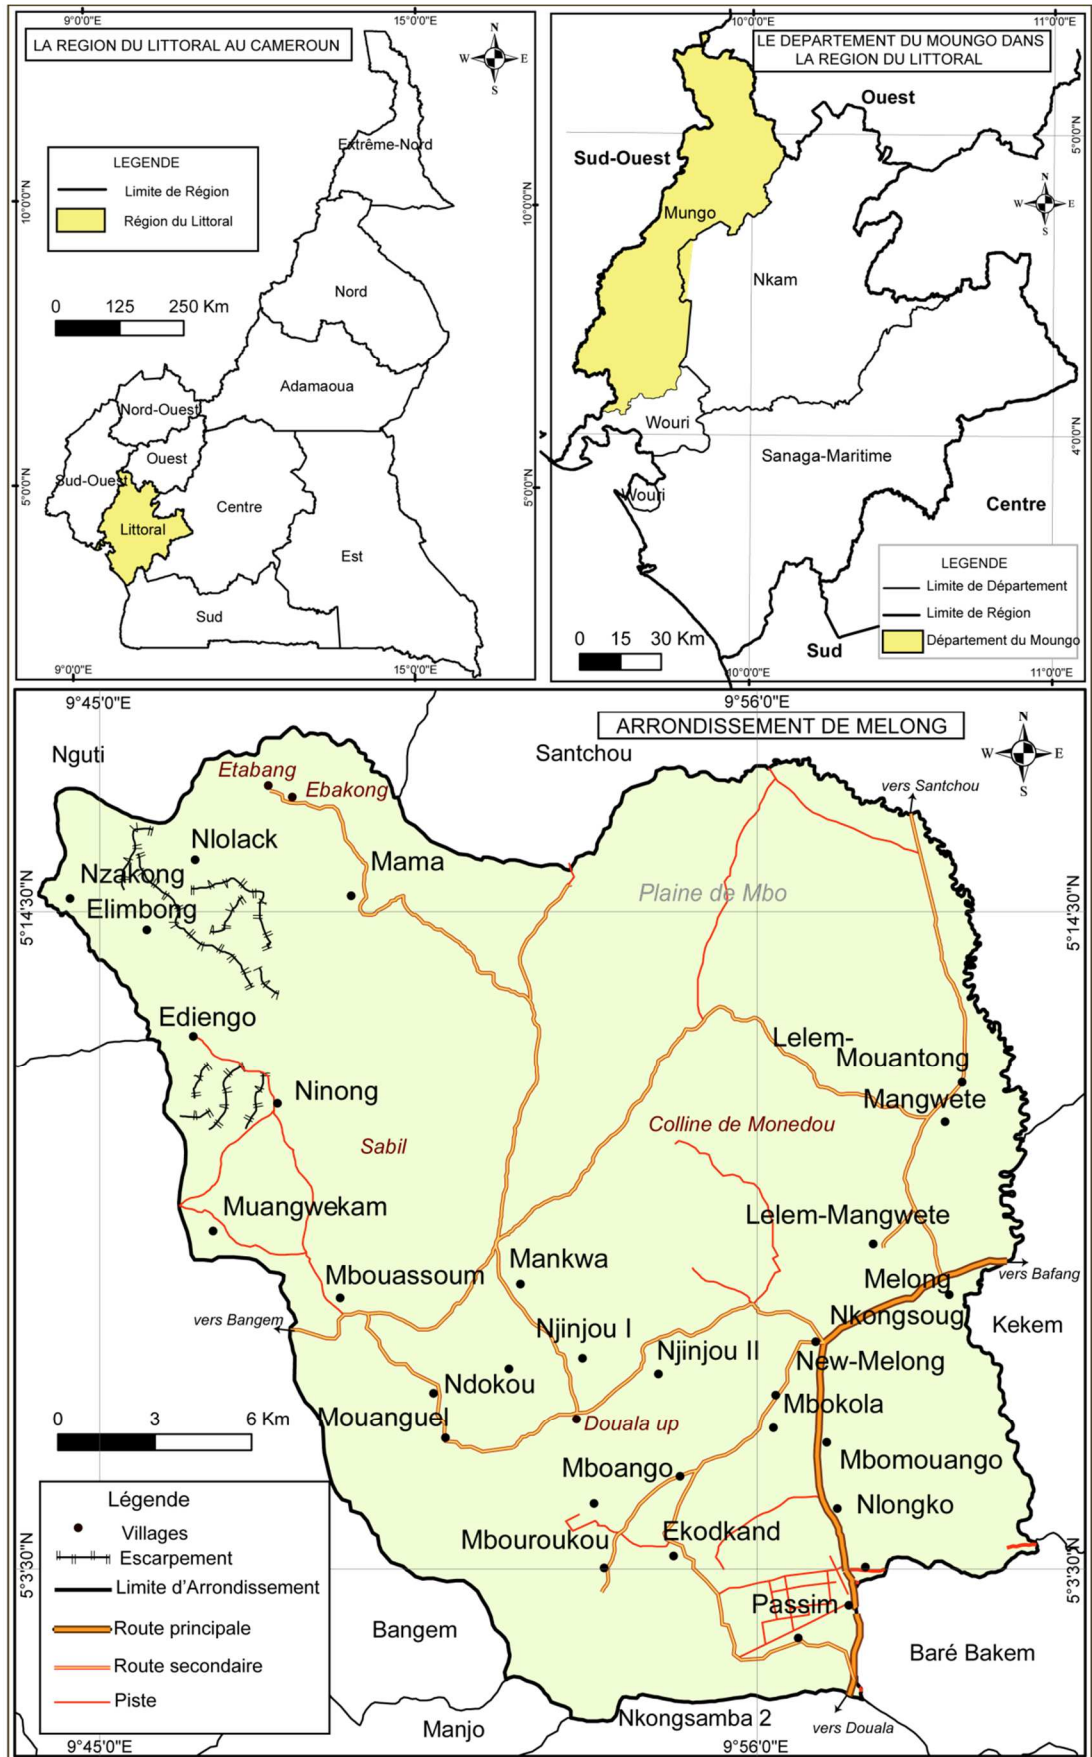 9°0'0"E
15°0'0"E
LA REGION DU LITTORAL AU CAMEROUN
N
W
E
S
LEGENDE
Limite de Région
Région du Littoral
0 125 250 Km
10°0'0"N
10°0'0"N
5°0'0"N
5°0'0"N
Extrême-Nord
Nord
Adamaoua
Nord-Ouest
Ouest
Sud-Ouest
Centre
Littoral
Est
Sud
9°0'0"E
15°0'0"E
10°0'0"E
11°0'0"E
LE DEPARTEMENT DU MOUNGO DANS
LA REGION DU LITTORAL
Ouest
Sud-Ouest
5°0'0"N
N
W
E
S
Mungo
Nkam
Wouri
4°0'0"N
Sanaga-Maritime
Wouri
Centre
LEGENDE
Limite de Département
Limite de Région
Département du Moungo
0 15 30 Km
Sud
10°0'0"E
11°0'0"E
9°45'0"E
9°56'0"E
ARRONDISSEMENT DE MELONG
N
W
E
S
Nguti
Santchou
Etabang
Ebakong
vers Santchou
Nlolack
Mama
Nzakong
Plaine de Mbo
Elimbong
5°14'30"N
5°14'30"N
Ediengo
Lelem-
Mouantong
Ninong
Mangwete
Colline de Monedou
Sabil
Muangwekam
Lelem-Mangwete
Mankwa
Mbouassoum
Melong
vers Bafang
vers Bangem
Nkongsoug
Kekem
Njinjou I
Njinjou II
New-Melong
Ndokou
Mbokola
Mouanguel
Douala up
0 3 6 Km
Mboango
Mbomouango
Nlongko
Mbouroukou
Ekodkand
5°3'30"N
5°3'30"N
Passim
Légende
Villages
Escarpement
Limite d'Arrondissement
Route principale
Route secondaire
Piste
Bangem
Baré Bakem
Manjo
Nkongsamba 2
vers Douala
9°45'0"E
9°56'0"E